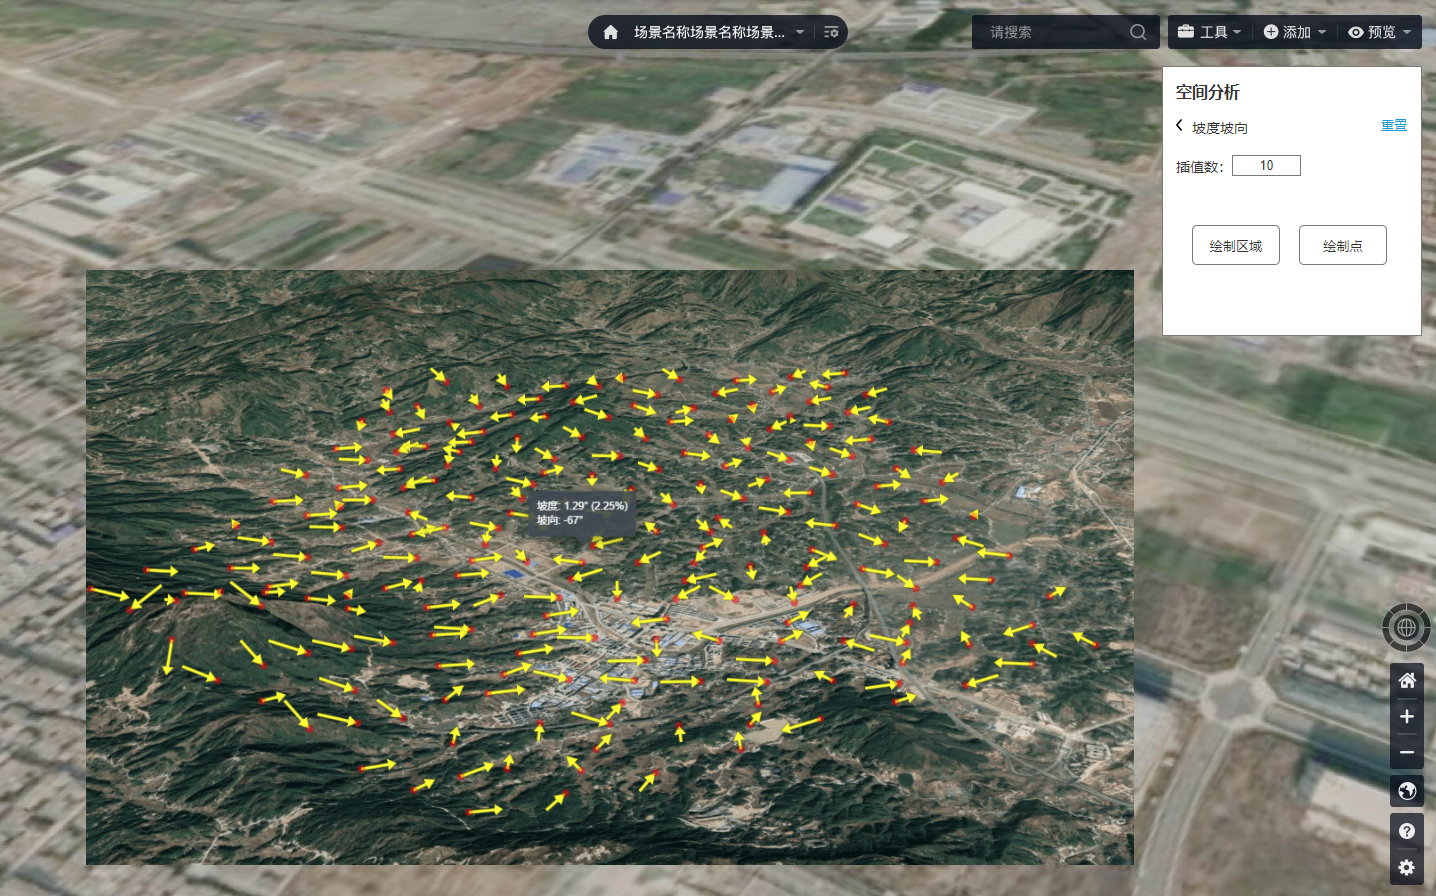 场景名称场景名称场景...
请搜索
工具
添加
预览
空间分析
坡度坡向
重置
插值数: 10
绘制区域
绘制点
坡度: 1.29° (2.25%)
坡向: -67°